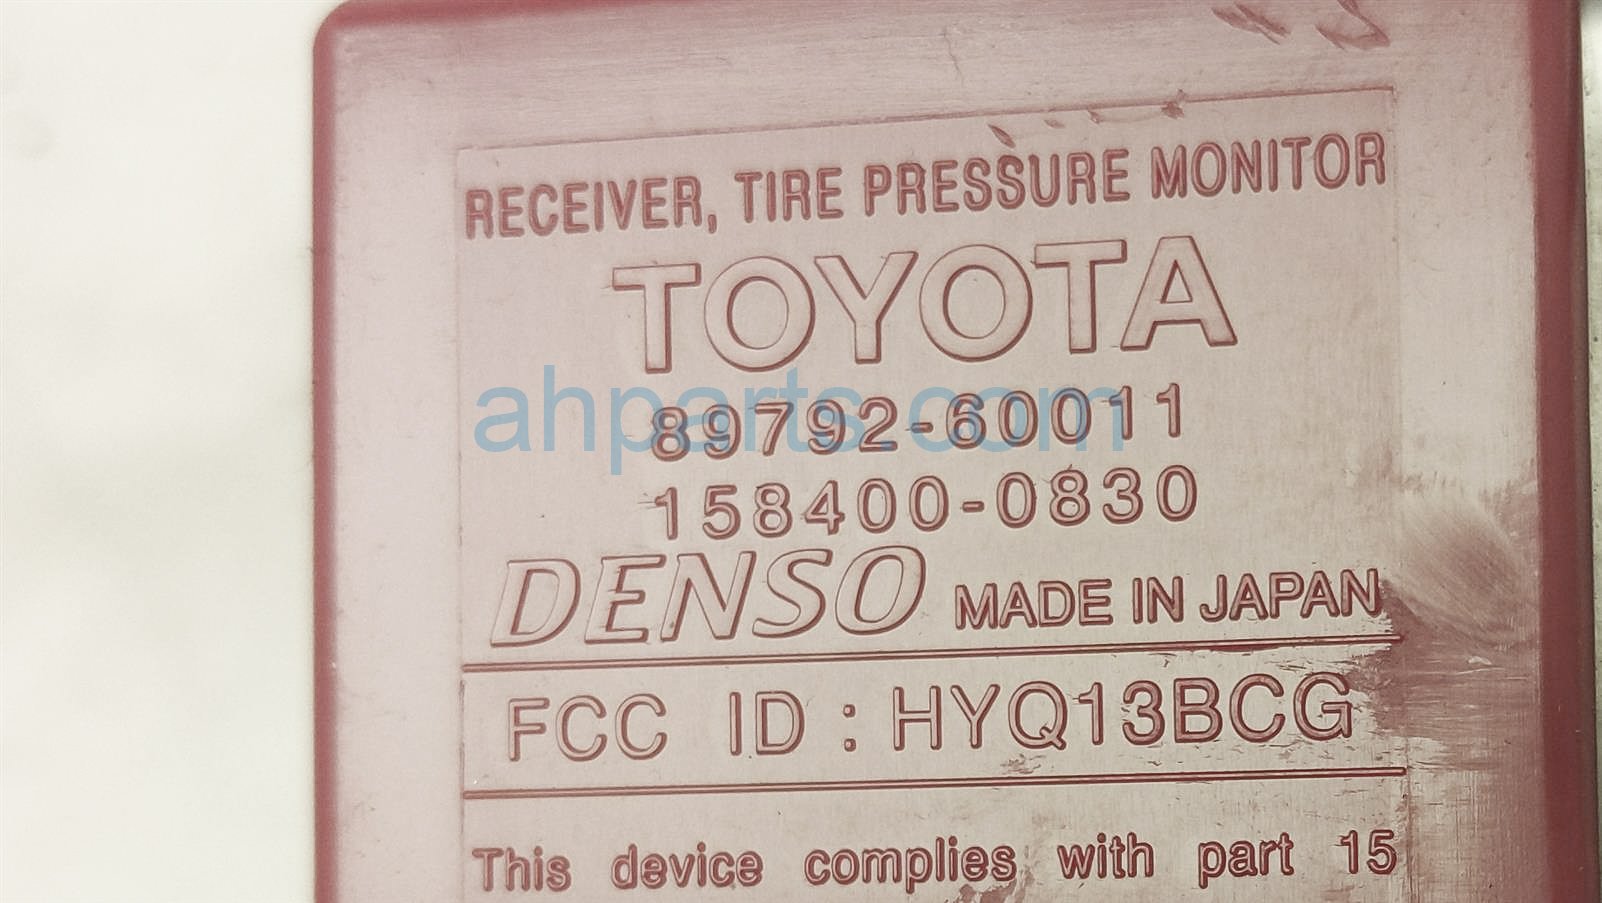 RECEIVER, TIRE PRESSURE MONITOR
TOYOTA
ahparts.com
89792-60011
158400-0830
DENSO MADE IN JAPAN
FCC ID : HYQ13BCG
This device complies with part 15